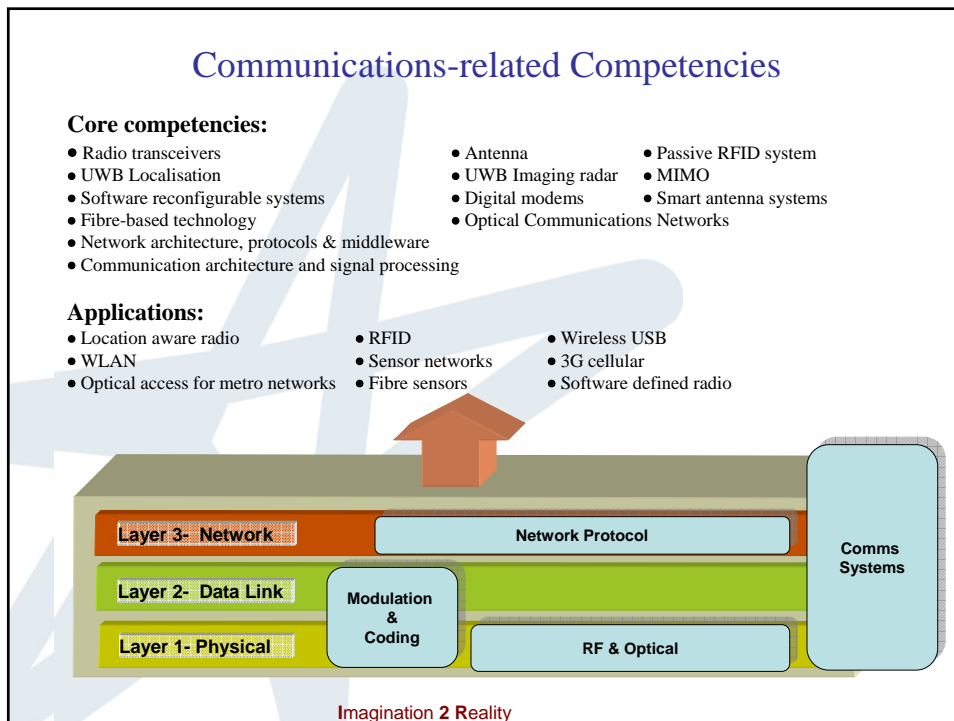 Communications-related Competencies
Core competencies:
● Radio transceivers
● UWB Localisation
● Software reconfigurable systems
● Fibre-based technology
● Network architecture, protocols & middleware
● Communication architecture and signal processing
● Antenna
● UWB Imaging radar
● Digital modems
● Optical Communications Networks
● Passive RFID system
● MIMO
● Smart antenna systems
Applications:
● Location aware radio
● WLAN
● Optical access for metro networks
● RFID
● Sensor networks
● Fibre sensors
● Wireless USB
● 3G cellular
● Software defined radio
Layer 3- Network
Network Protocol
Comms
Systems
Layer 2- Data Link
Modulation
&
Coding
Layer 1- Physical
RF & Optical
Imagination 2 Reality